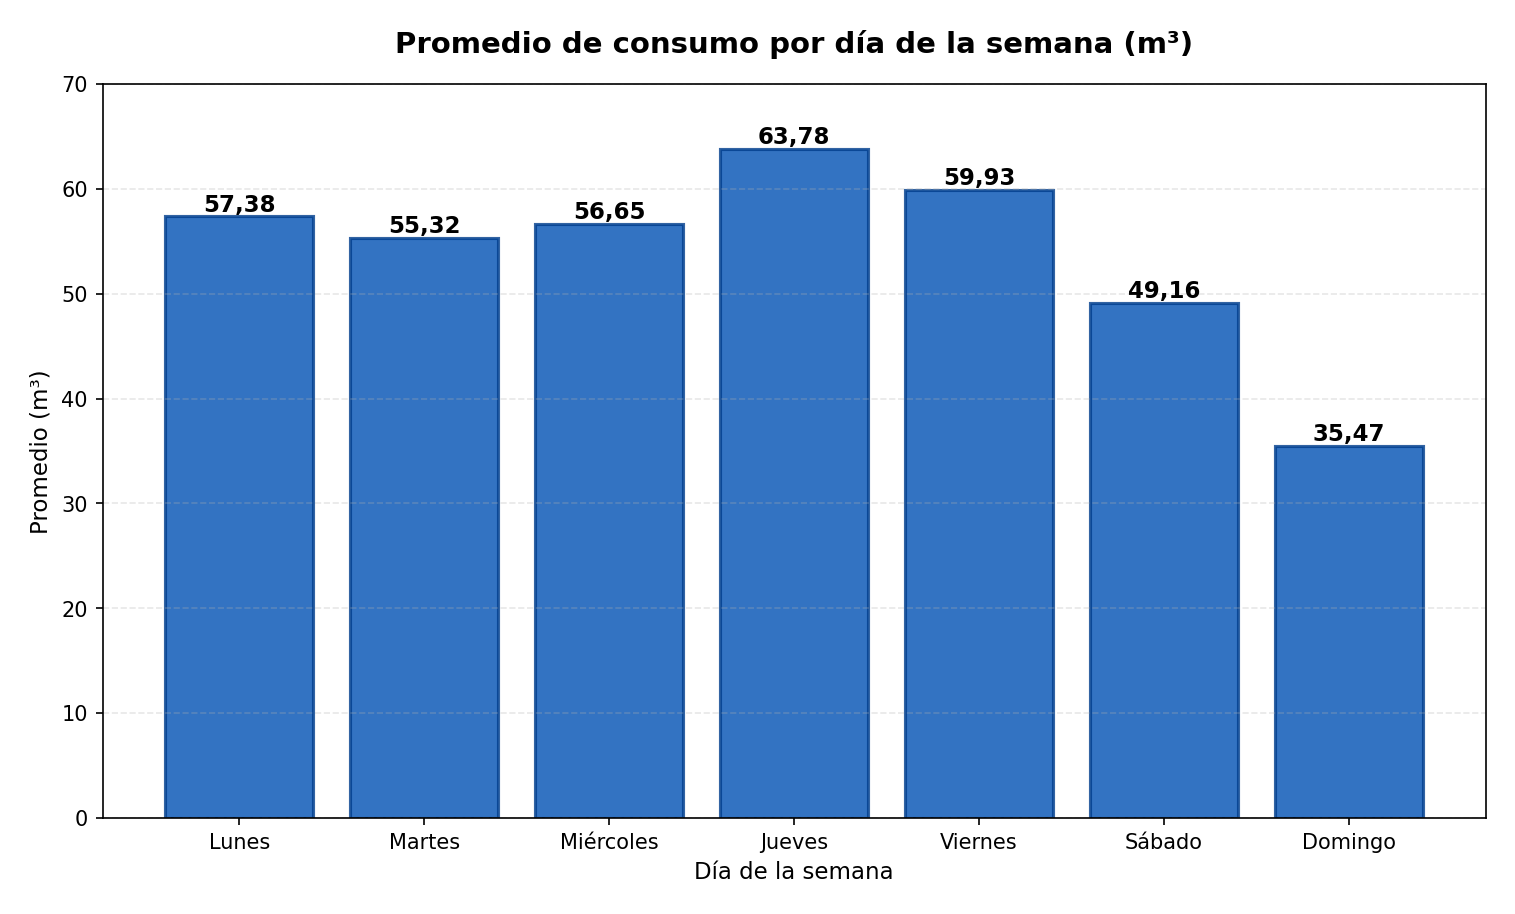 Promedio de consumo por día de la semana (m³)
Promedio (m³)
70
60
50
40
30
20
10
0
57,38
55,32
56,65
63,78
59,93
49,16
35,47
Lunes
Martes
Miércoles
Jueves
Viernes
Sábado
Domingo
Día de la semana